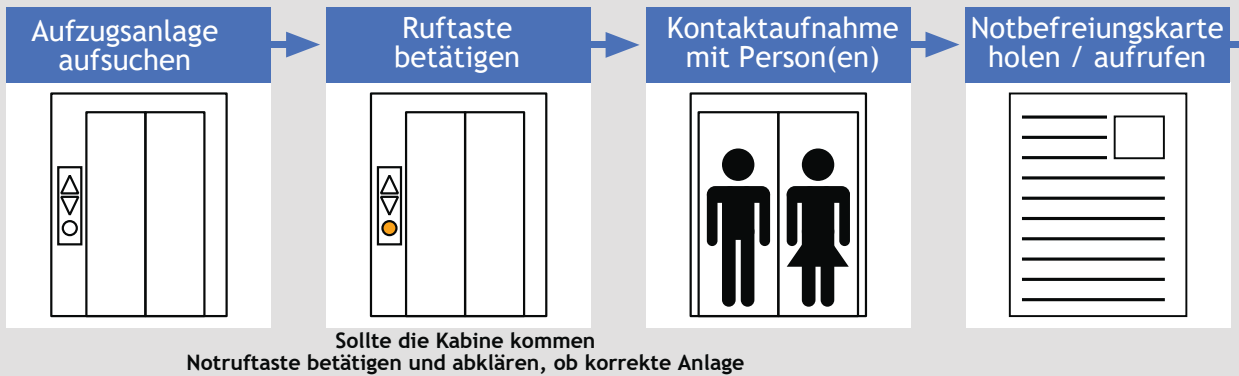 Aufzugsanlage
aufsuchen
Ruftaste
betätigen
Kontaktaufnahme
mit Person(en)
Notbefreiungskarte
holen / aufrufen
Sollte die Kabine kommen
Notruftaste betätigen und abklären, ob korrekte Anlage